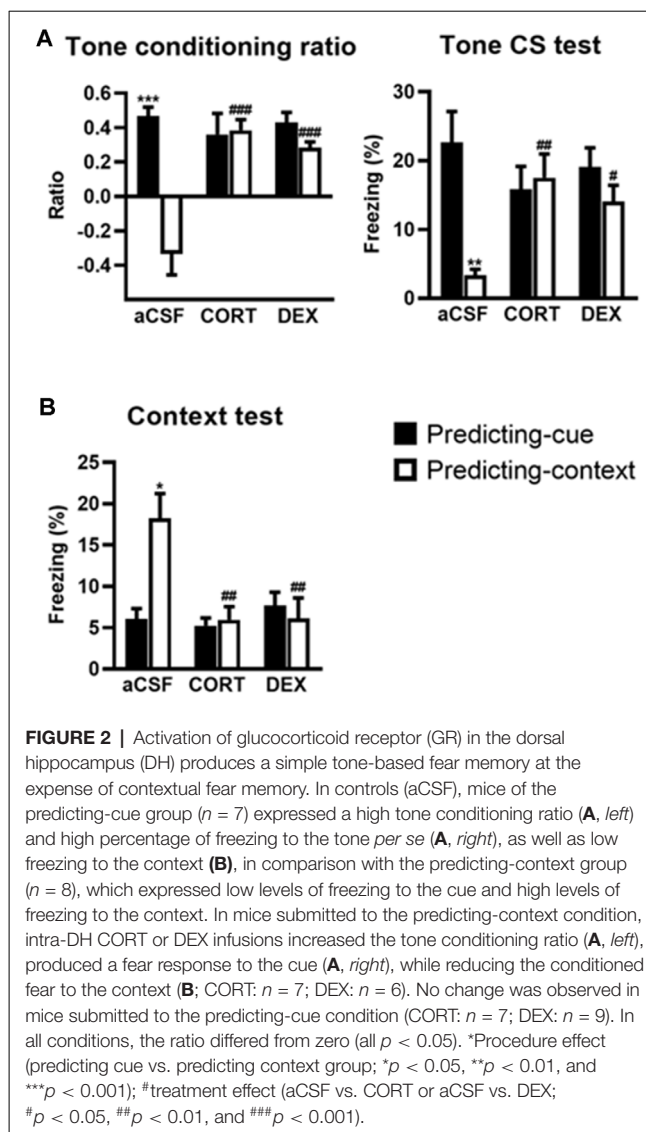 A
Tone conditioning ratio
Tone CS test
0.6
0.4
0.2
0.0
-0.2
-0.4
Ratio
***
###
###
aCSF CORT DEX
30
20
10
0
Freezing (%)
**
##
#
aCSF CORT DEX
B
Context test
25
20
15
10
5
0
Freezing (%)
*
##
##
aCSF CORT DEX
Predicting-cue
Predicting-context
FIGURE 2 | Activation of glucocorticoid receptor (GR) in the dorsal
hippocampus (DH) produces a simple tone-based fear memory at the
expense of contextual fear memory. In controls (aCSF), mice of the
predicting-cue group (n = 7) expressed a high tone conditioning ratio (A, left)
and high percentage of freezing to the tone per se (A, right), as well as low
freezing to the context (B), in comparison with the predicting-context group
(n = 8), which expressed low levels of freezing to the cue and high levels of
freezing to the context. In mice submitted to the predicting-context condition,
intra-DH CORT or DEX infusions increased the tone conditioning ratio (A, left),
produced a fear response to the cue (A, right), while reducing the conditioned
fear to the context (B; CORT: n = 7; DEX: n = 6). No change was observed in
mice submitted to the predicting-cue condition (CORT: n = 7; DEX: n = 9). In
all conditions, the ratio differed from zero (all p < 0.05). *Procedure effect
(predicting cue vs. predicting context group; *p < 0.05, **p < 0.01, and
***p < 0.001); #treatment effect (aCSF vs. CORT or aCSF vs. DEX;
#p < 0.05, ##p < 0.01, and ###p < 0.001).